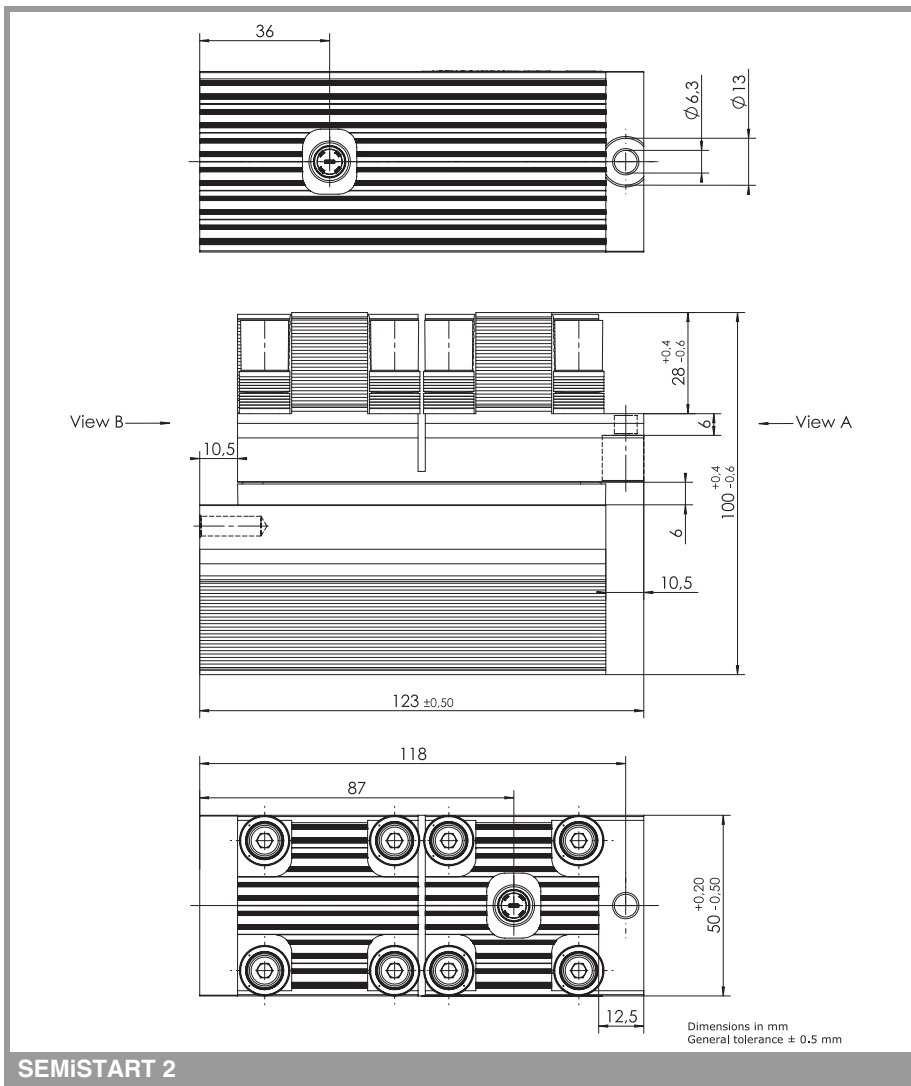 36
Ø 6,3
Ø 13
+0,4
28 -0,6
View B
View A
6
10,5
+0,4
100 -0,6
6
10,5
123 ±0,50
118
87
+0,20
50 -0,50
12,5
Dimensions in mm
General tolerance ± 0.5 mm
SEMiSTART 2